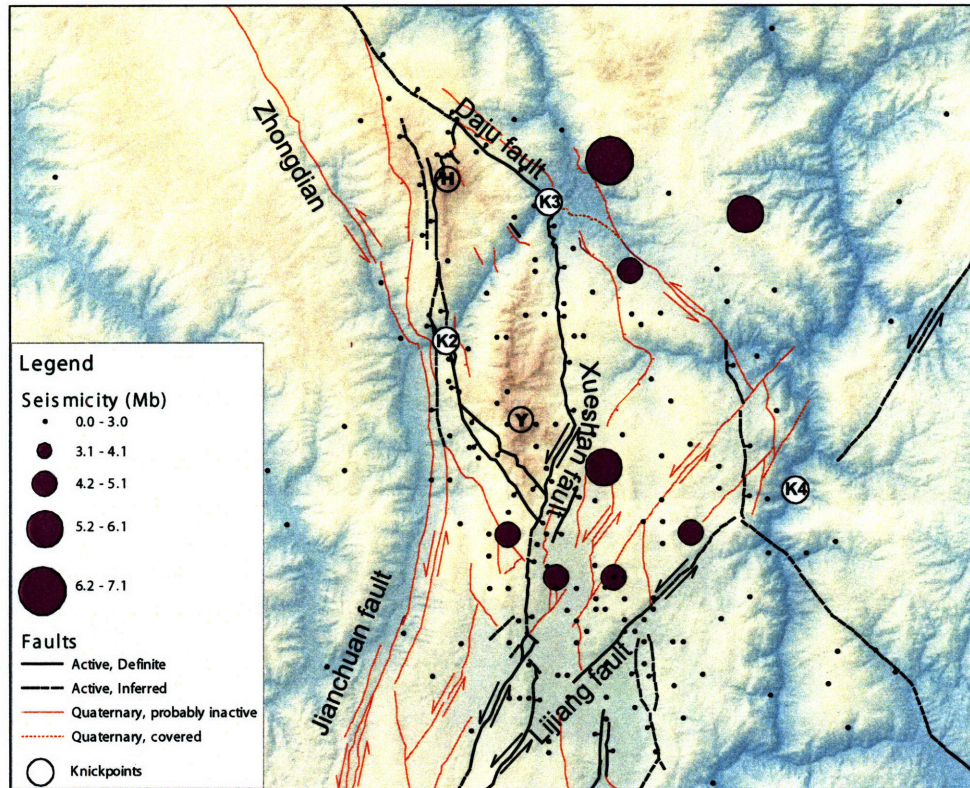 Zhongdian
Daju fault
H
K3
K2
Y
Xueshan fault
K4
Jianchuan fault
Lijiang fault
Legend
Seismicity (Mb)
0.0 - 3.0
3.1 - 4.1
4.2 - 5.1
5.2 - 6.1
6.2 - 7.1
Faults
Active, Definite
Active, Inferred
Quaternary, probably inactive
Quaternary, covered
Knickpoints